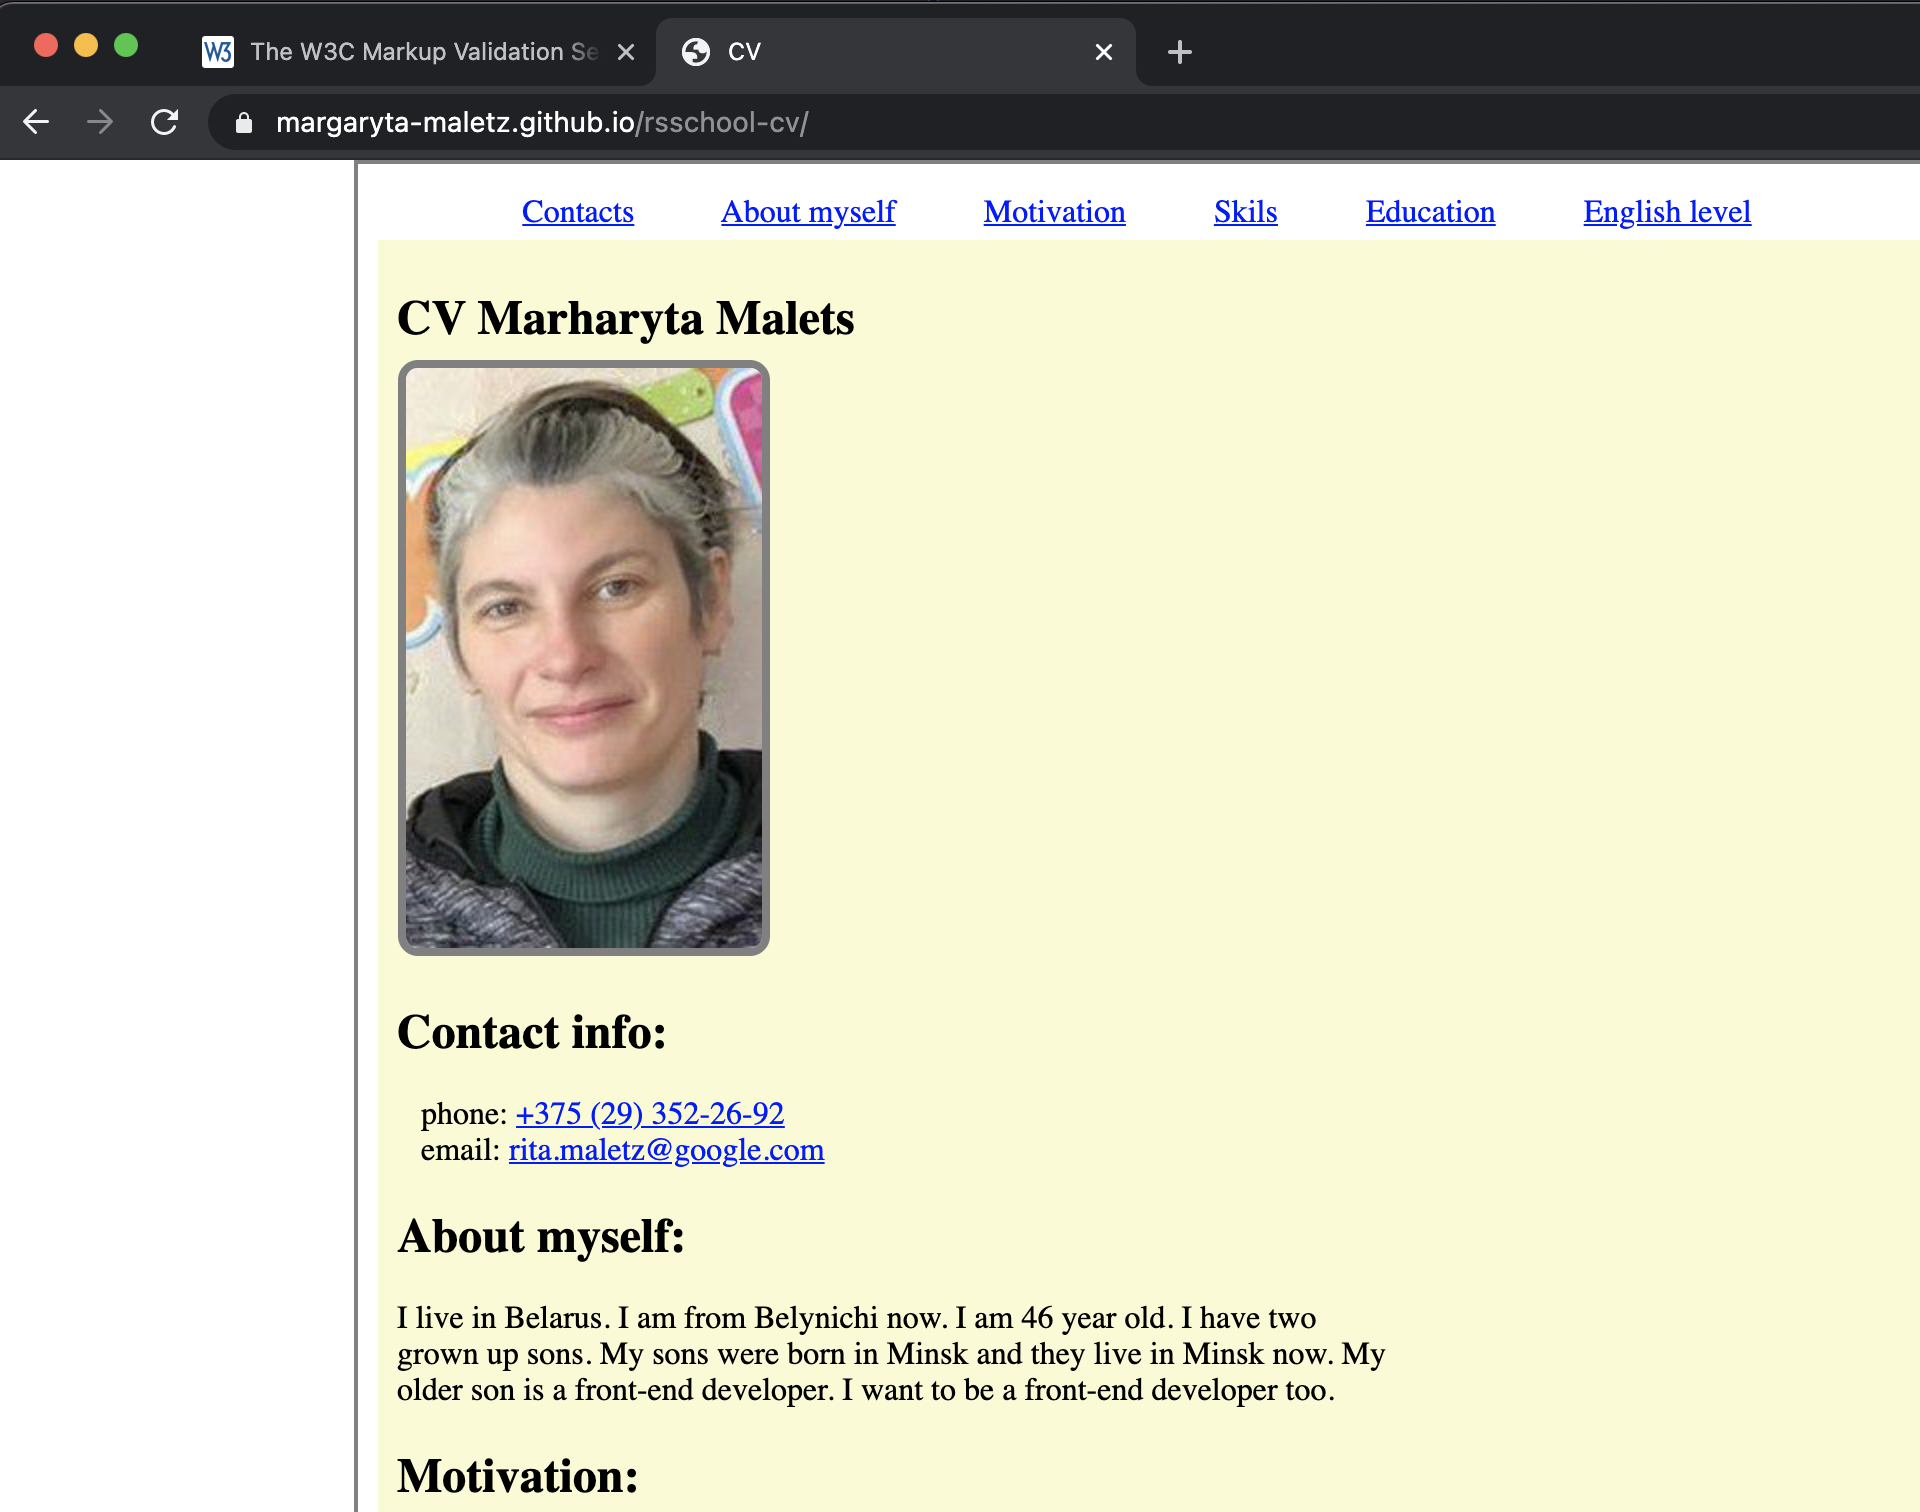 The W3C Markup Validation Se
CV
margaryta-maletz.github.io/rsschool-cv/
Contacts About myself Motivation Skils Education English level
CV Marharyta Malets
Contact info:
phone: +375 (29) 352-26-92
email: rita.maletz@google.com
About myself:
I live in Belarus. I am from Belynichi now. I am 46 year old. I have two
grown up sons. My sons were born in Minsk and they live in Minsk now. My
older son is a front-end developer. I want to be a front-end developer too.
Motivation: